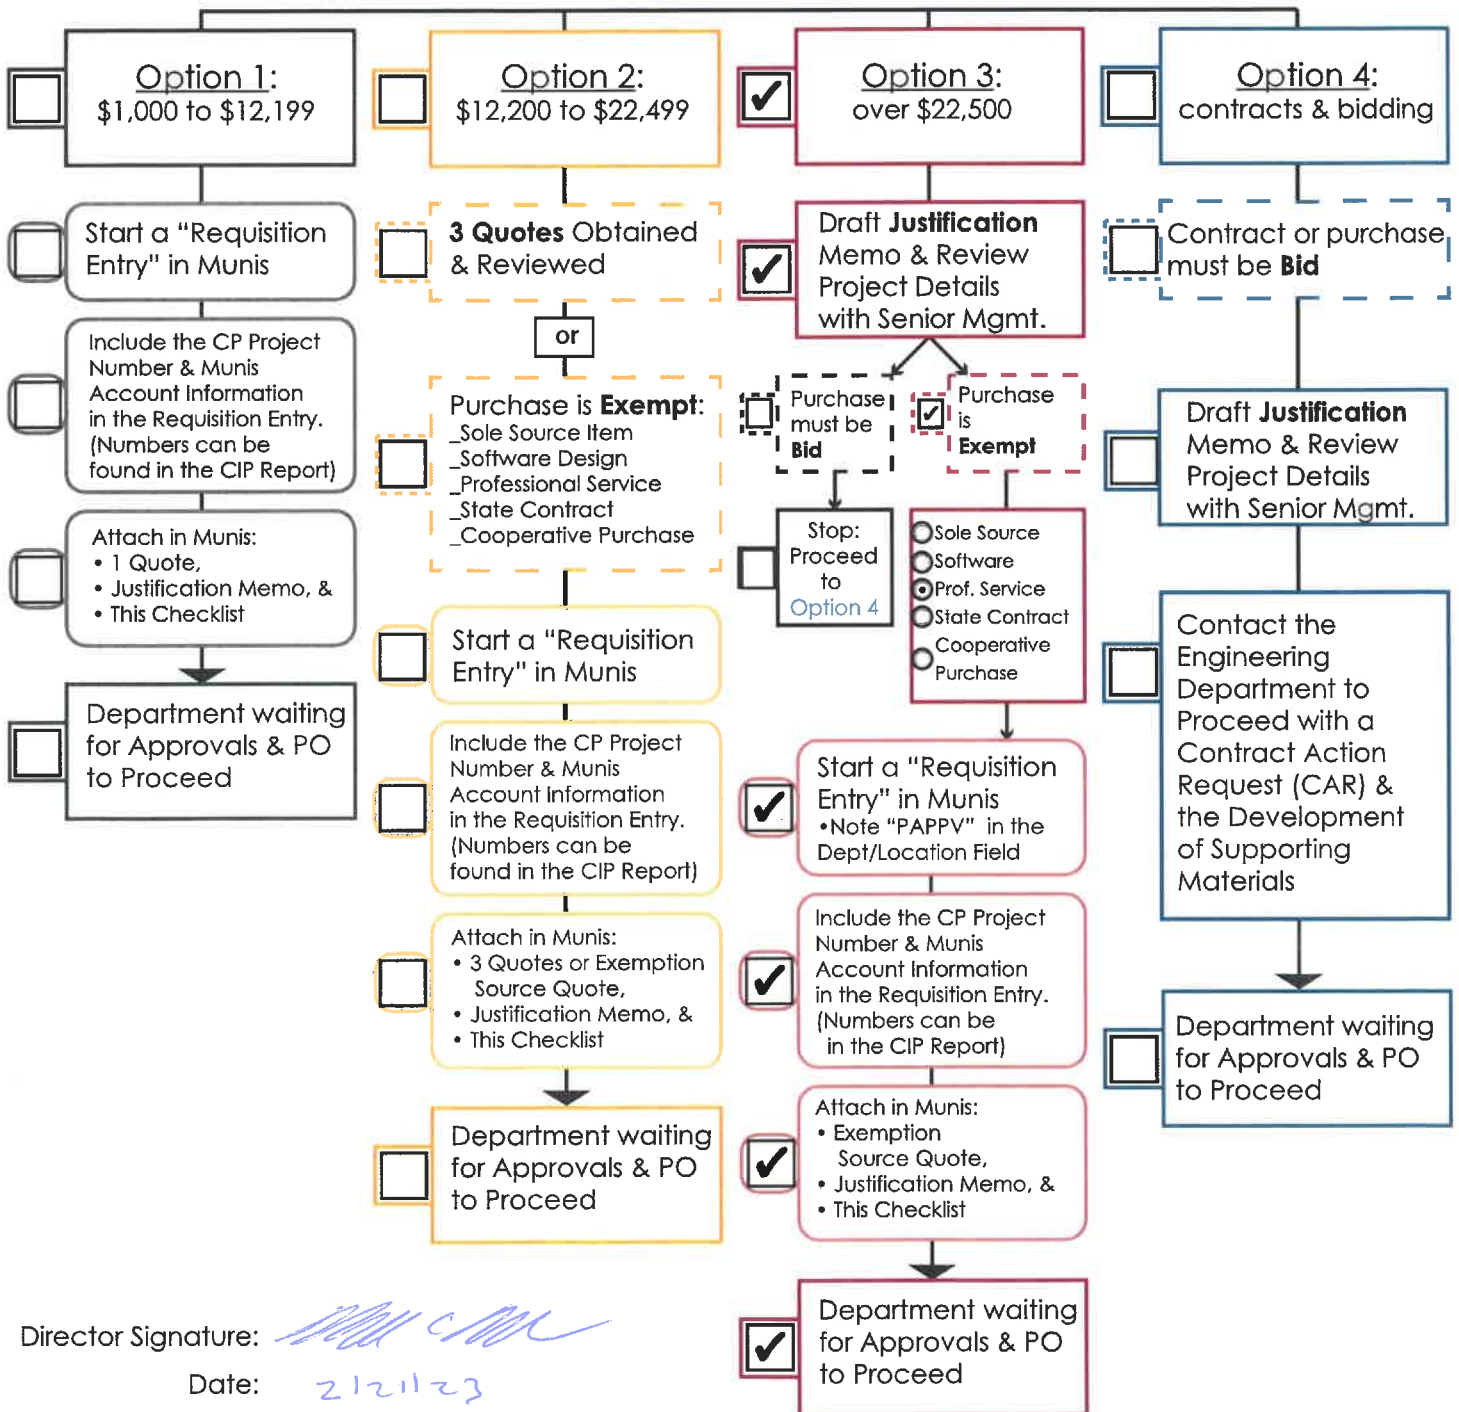 Option 1:
$1,000 to $12,199
Start a “Requisition
Entry” in Munis
Include the CP Project
Number & Munis
Account Information
in the Requisition Entry.
(Numbers can be
found in the CIP Report)
Attach in Munis:
• 1 Quote,
• Justification Memo, &
• This Checklist
Department waiting
for Approvals & PO
to Proceed
Option 2:
$12,200 to $22,499
3 Quotes Obtained
& Reviewed
or
Purchase is Exempt:
_Sole Source Item
_Software Design
_Professional Service
_State Contract
_Cooperative Purchase
Start a “Requisition
Entry" in Munis
Include the CP Project
Number & Munis
Account Information
in the Requisition Entry.
(Numbers can be
found in the CIP Report)
Attach in Munis:
• 3 Quotes or Exemption
Source Quote,
• Justification Memo, &
• This Checklist
Department waiting
for Approvals & PO
to Proceed
Option 3:
over $22,500
Draft Justification
Memo & Review
Project Details
with Senior Mgmt.
Purchase
must be
Bid
Stop:
Proceed
to
Option 4
Purchase
is
Exempt
Sole Source
Software
Prof. Service
State Contract
Cooperative
Purchase
Start a “Requisition
Entry” in Munis
•Note “PAPPV” in the
Dept/Location Field
Include the CP Project
Number & Munis
Account Information
in the Requisition Entry.
(Numbers can be
in the CIP Report)
Attach in Munis:
• Exemption
Source Quote,
• Justification Memo, &
• This Checklist
Department waiting
for Approvals & PO
to Proceed
Option 4:
contracts & bidding
Contract or purchase
must be Bid
Draft Justification
Memo & Review
Project Details
with Senior Mgmt.
Contact the
Engineering
Department to
Proceed with a
Contract Action
Request (CAR) &
the Development
of Supporting
Materials
Department waiting
for Approvals & PO
to Proceed
Director Signature:
Date: 2/21/23